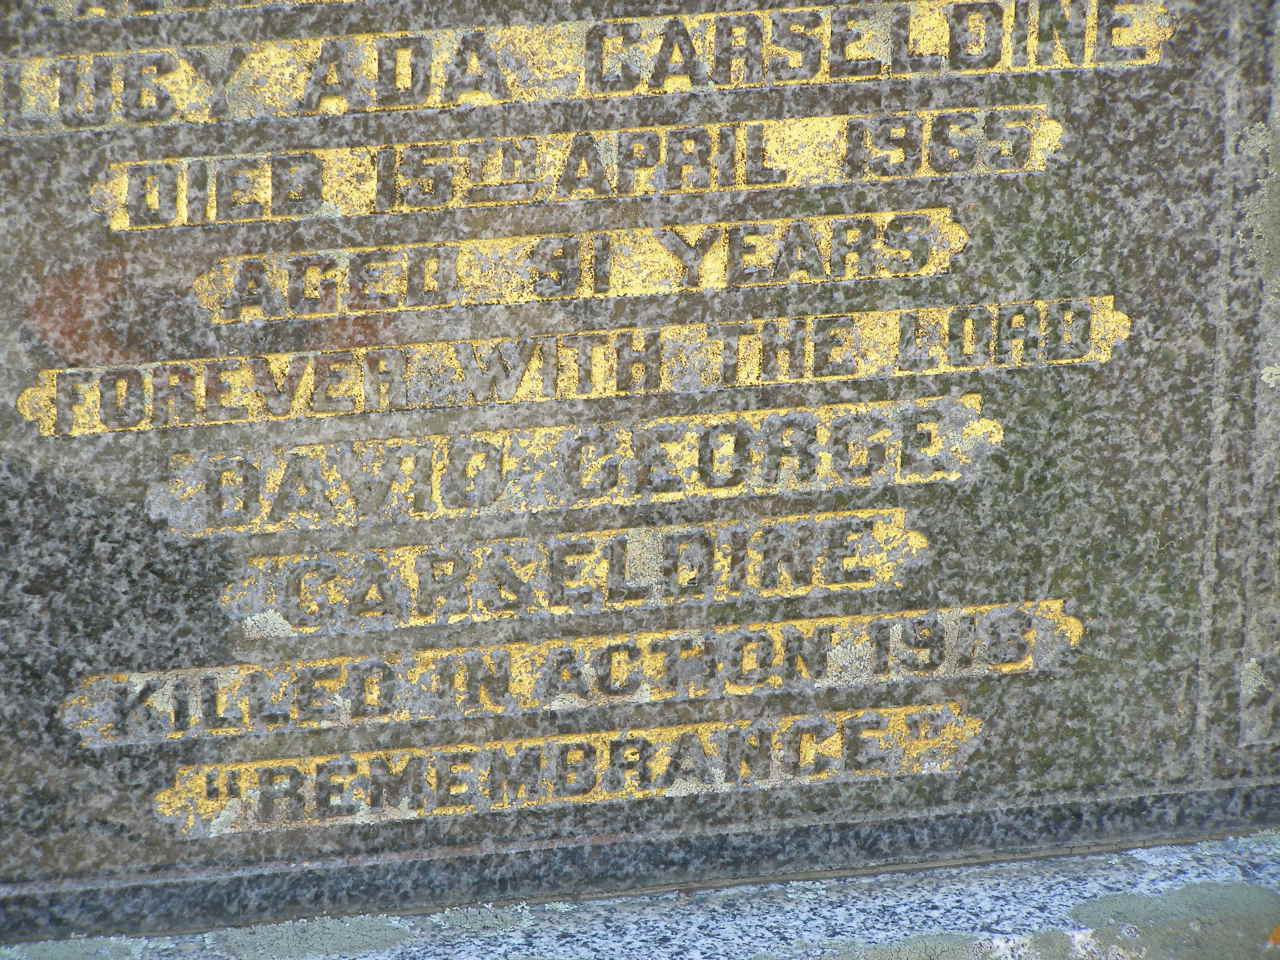 RUBY ADA CARSELDINE
DIED 15TH APRIL 1965
AGED 91 YEARS
FOREVER WITH THE LORD
DAVID GEORGE
CARSELDINE
KILLED IN ACTION 1918
"REMEMBRANCE"